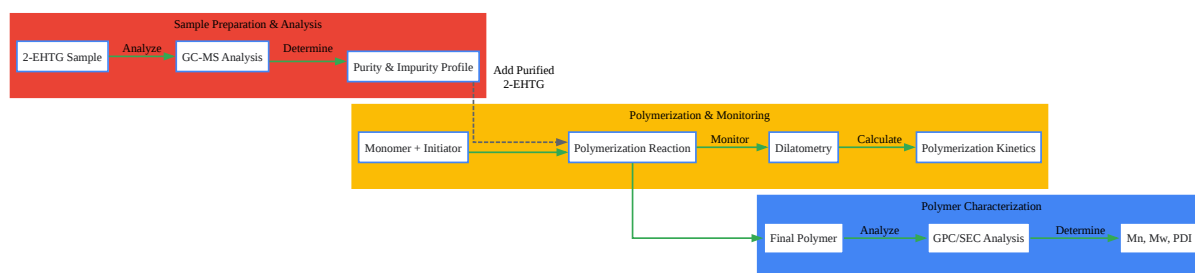 Sample Preparation & Analysis
2-EHTG Sample
Analyze
GC-MS Analysis
Determine
Purity & Impurity Profile
Add Purified
2-EHTG
Polymerization & Monitoring
Monomer + Initiator
Polymerization Reaction
Monitor
Dilatometry
Calculate
Polymerization Kinetics
Polymer Characterization
Final Polymer
Analyze
GPC/SEC Analysis
Determine
Mn, Mw, PDI